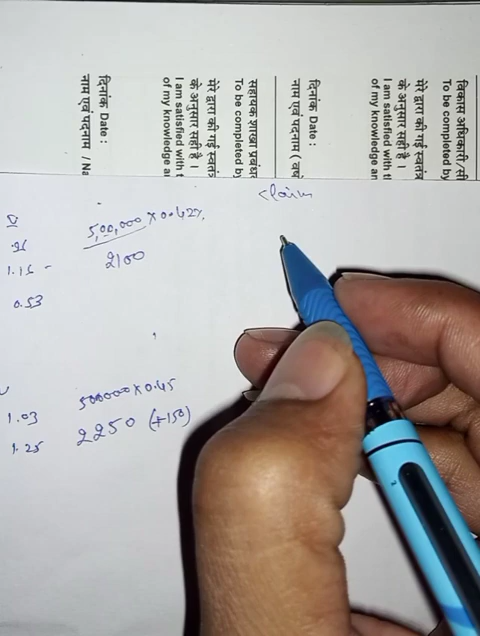 विकास अधिकारी/सी
To be completed by
मेरे द्वारा की गई स्वतंत्र
के अनुसार सही है ।
I am satisfied with t
of my knowledge an
दिनांक Date :
नाम एवं पदनाम ( वर्ष
सहायक शाखा प्रबंध
To be completed by
मेरे द्वारा की गई स्वतंत्र
के अनुसार सही है ।
I am satisfied with t
of my knowledge an
दिनांक Date :
नाम एवं पदनाम / Na
Claim
5,00,000 X 0.42%
2100
1.15 -
0.53
500000 X 0.45
1.03
2250 (+150)
1.25